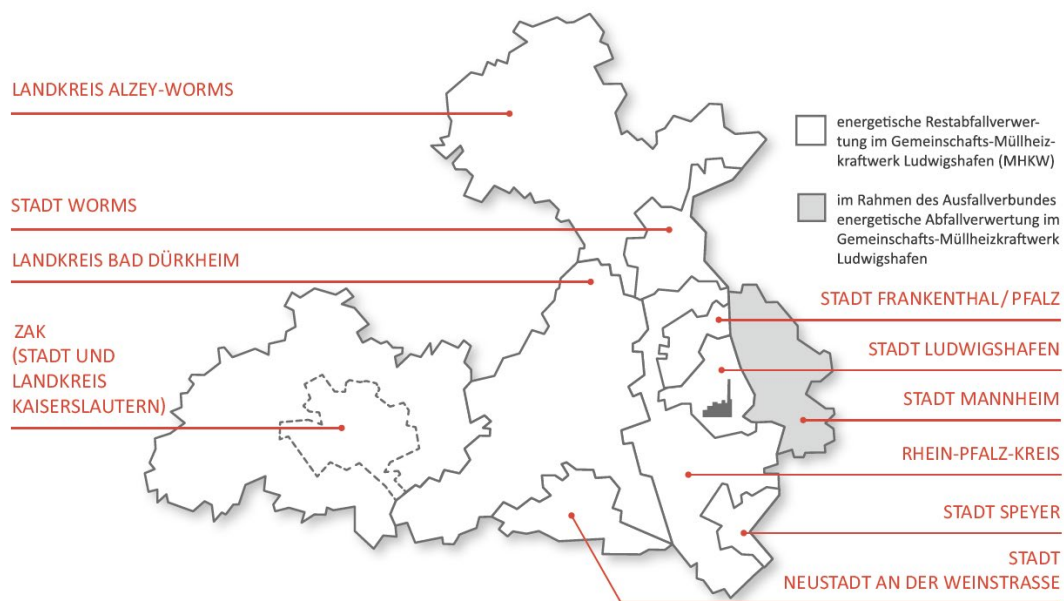 LANDKREIS ALZEY-WORMS
STADT WORMS
LANDKREIS BAD DÜRKHEIM
ZAK
(STADT UND
LANDKREIS
KAISERSLAUTERN)
energetische Restabfallverwer-
tung im Gemeinschafts-Müllheiz-
kraftwerk Ludwigshafen (MHKW)
im Rahmen des Ausfallverbundes
energetische Abfallverwertung im
Gemeinschafts-Müllheizkraftwerk
Ludwigshafen
STADT FRANKENTHAL/PFALZ
STADT LUDWIGSHAFEN
STADT MANNHEIM
RHEIN-PFALZ-KREIS
STADT SPEYER
STADT
NEUSTADT AN DER WEINSTRASSE